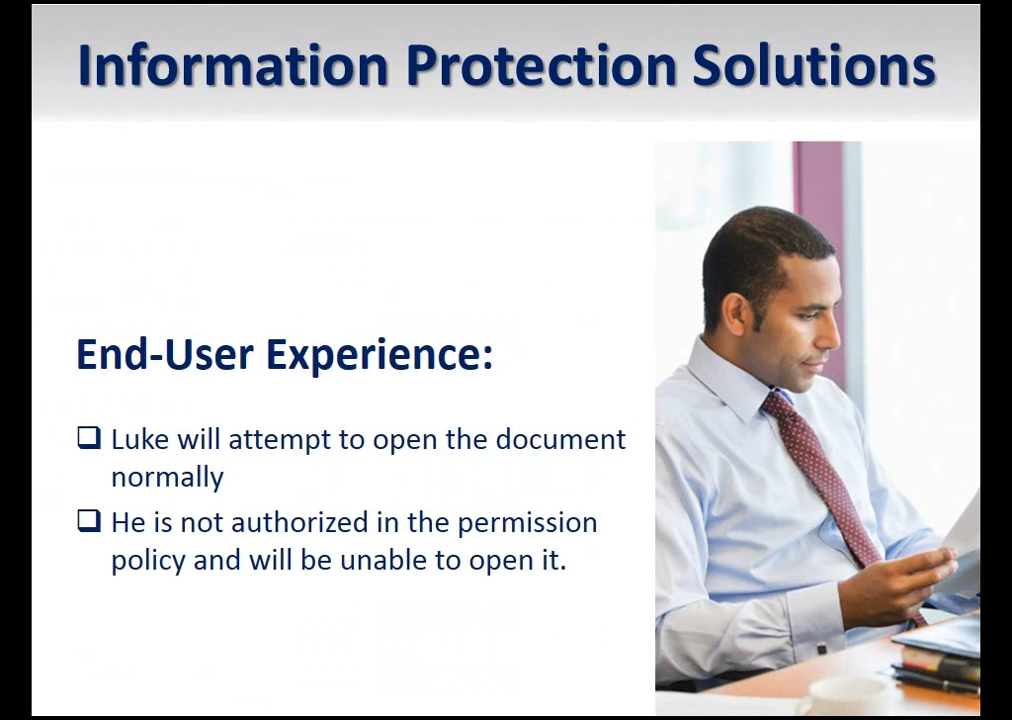 Information Protection Solutions
End-User Experience:
❑ Luke will attempt to open the document
normally
❑ He is not authorized in the permission
policy and will be unable to open it.